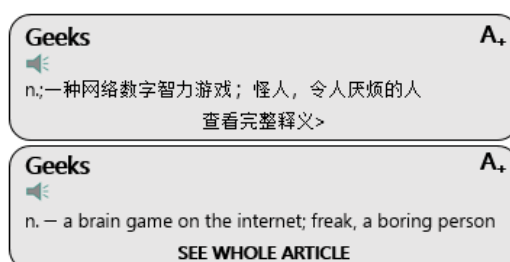 Geeks A+
n.;一种网络数字智力游戏；怪人，令人厌烦的人
查看完整释义>
Geeks A+
n. — a brain game on the internet; freak, a boring person
SEE WHOLE ARTICLE